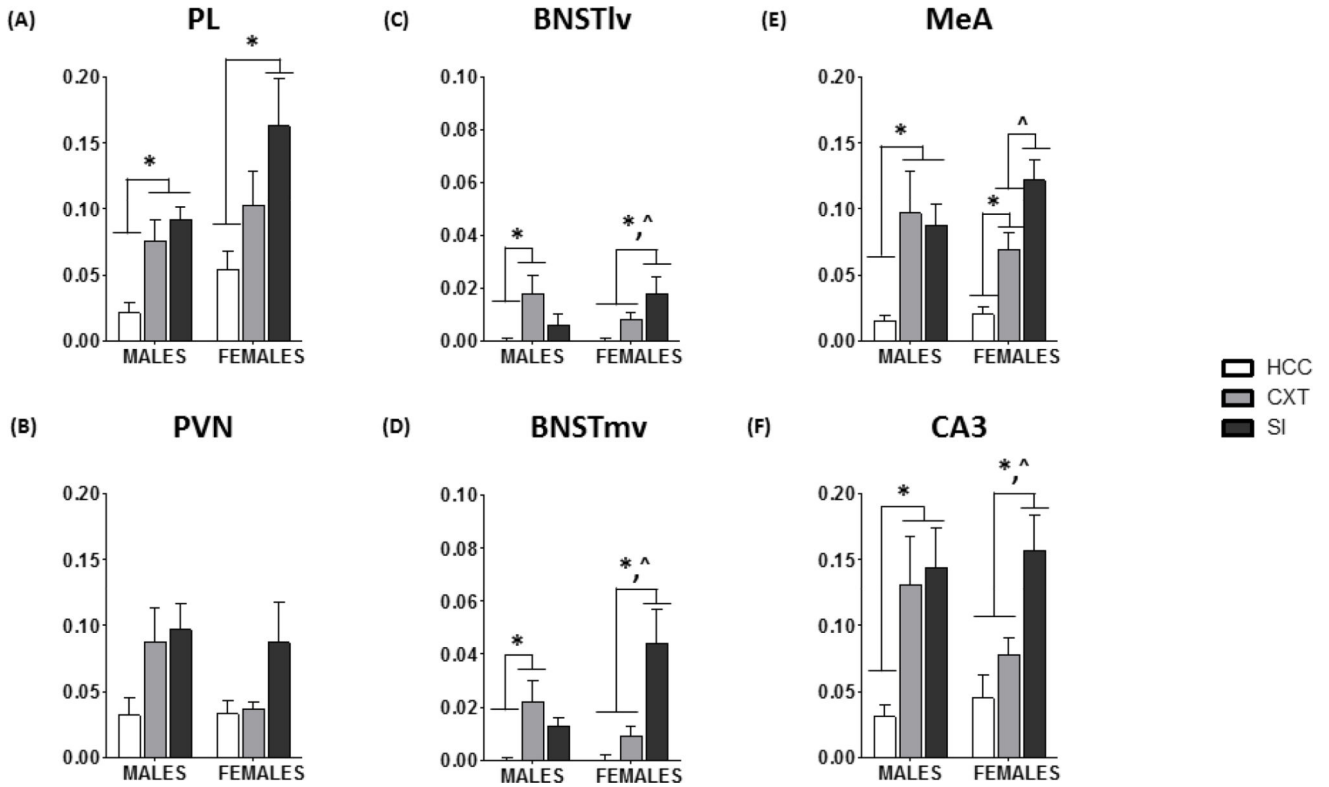 (A) PL
*
*
0.20
0.15
0.10
0.05
0.00
MALES FEMALES
(C) BNSTlv
*
*,^
0.10
0.08
0.06
0.04
0.02
0.00
MALES FEMALES
(E) MeA
*
*
^
0.20
0.15
0.10
0.05
0.00
MALES FEMALES
HCC
CXT
SI
(B) PVN
0.20
0.15
0.10
0.05
0.00
MALES FEMALES
(D) BNSTmv
*
*,^
0.10
0.08
0.06
0.04
0.02
0.00
MALES FEMALES
(F) CA3
*
*,^
0.20
0.15
0.10
0.05
0.00
MALES FEMALES